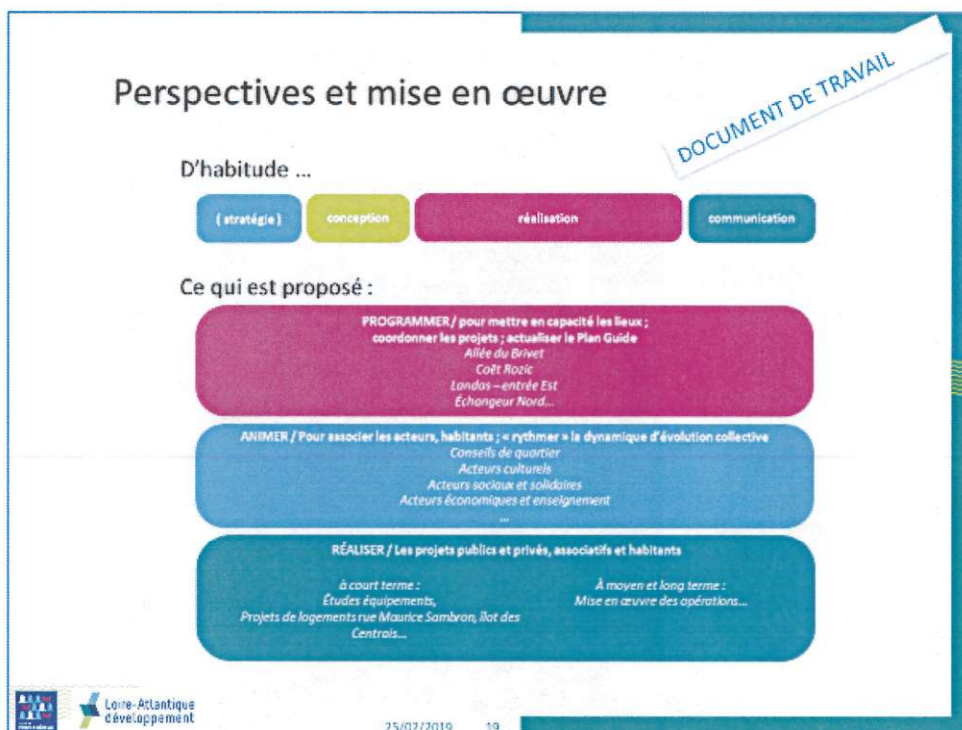 DOCUMENT DE TRAVAIL
Perspectives et mise en œuvre
D'habitude ...
( stratégie )
conception
réalisation
communication
Ce qui est proposé :
PROGRAMMER / pour mettre en capacité les lieux ;
coordonner les projets ; actualiser le Plan Guide
Allée du Brivet
Coët Rozic
Landas – entrée Est
Échangeur Nord...
ANIMER / Pour associer les acteurs, habitants ; « rythmer » la dynamique d'évolution collective
Conseils de quartier
Acteurs culturels
Acteurs sociaux et solidaires
Acteurs économiques et enseignement
...
RÉALISER / Les projets publics et privés, associatifs et habitants
à court terme :
Études équipements,
Projets de logements rue Maurice Sambron, îlot des
Centrais...
À moyen et long terme :
Mise en œuvre des opérations...
Loire-Atlantique
développement
25/02/2019
19